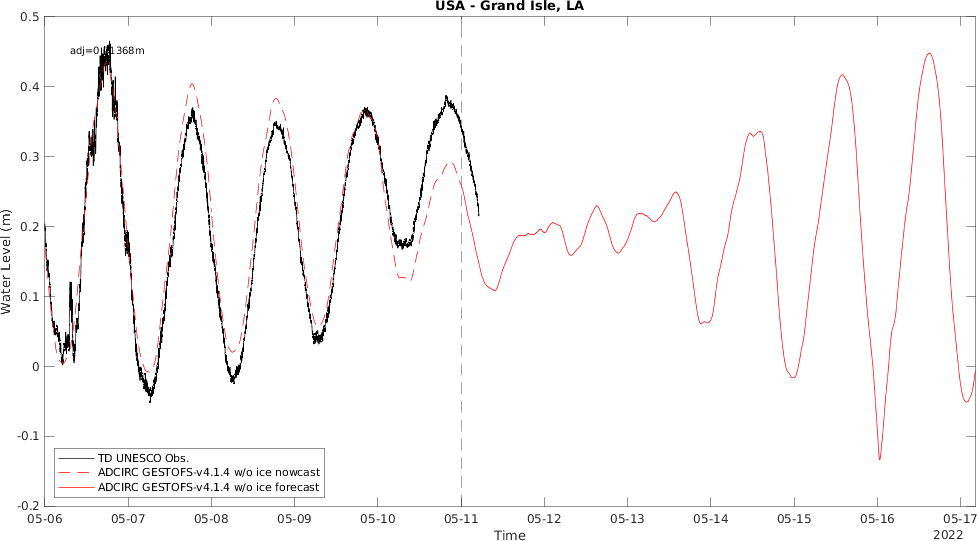 USA - Grand Isle, LA
0.5
0.4
0.3
0.2
0.1
0
-0.1
-0.2
Water Level (m)
TD UNESCO Obs.
ADCIRC GESTOFS-v4.1.4 w/o ice nowcast
ADCIRC GESTOFS-v4.1.4 w/o ice forecast
05-06 05-07 05-08 05-09 05-10 05-11 05-12 05-13 05-14 05-15 05-16 05-17
Time
2022